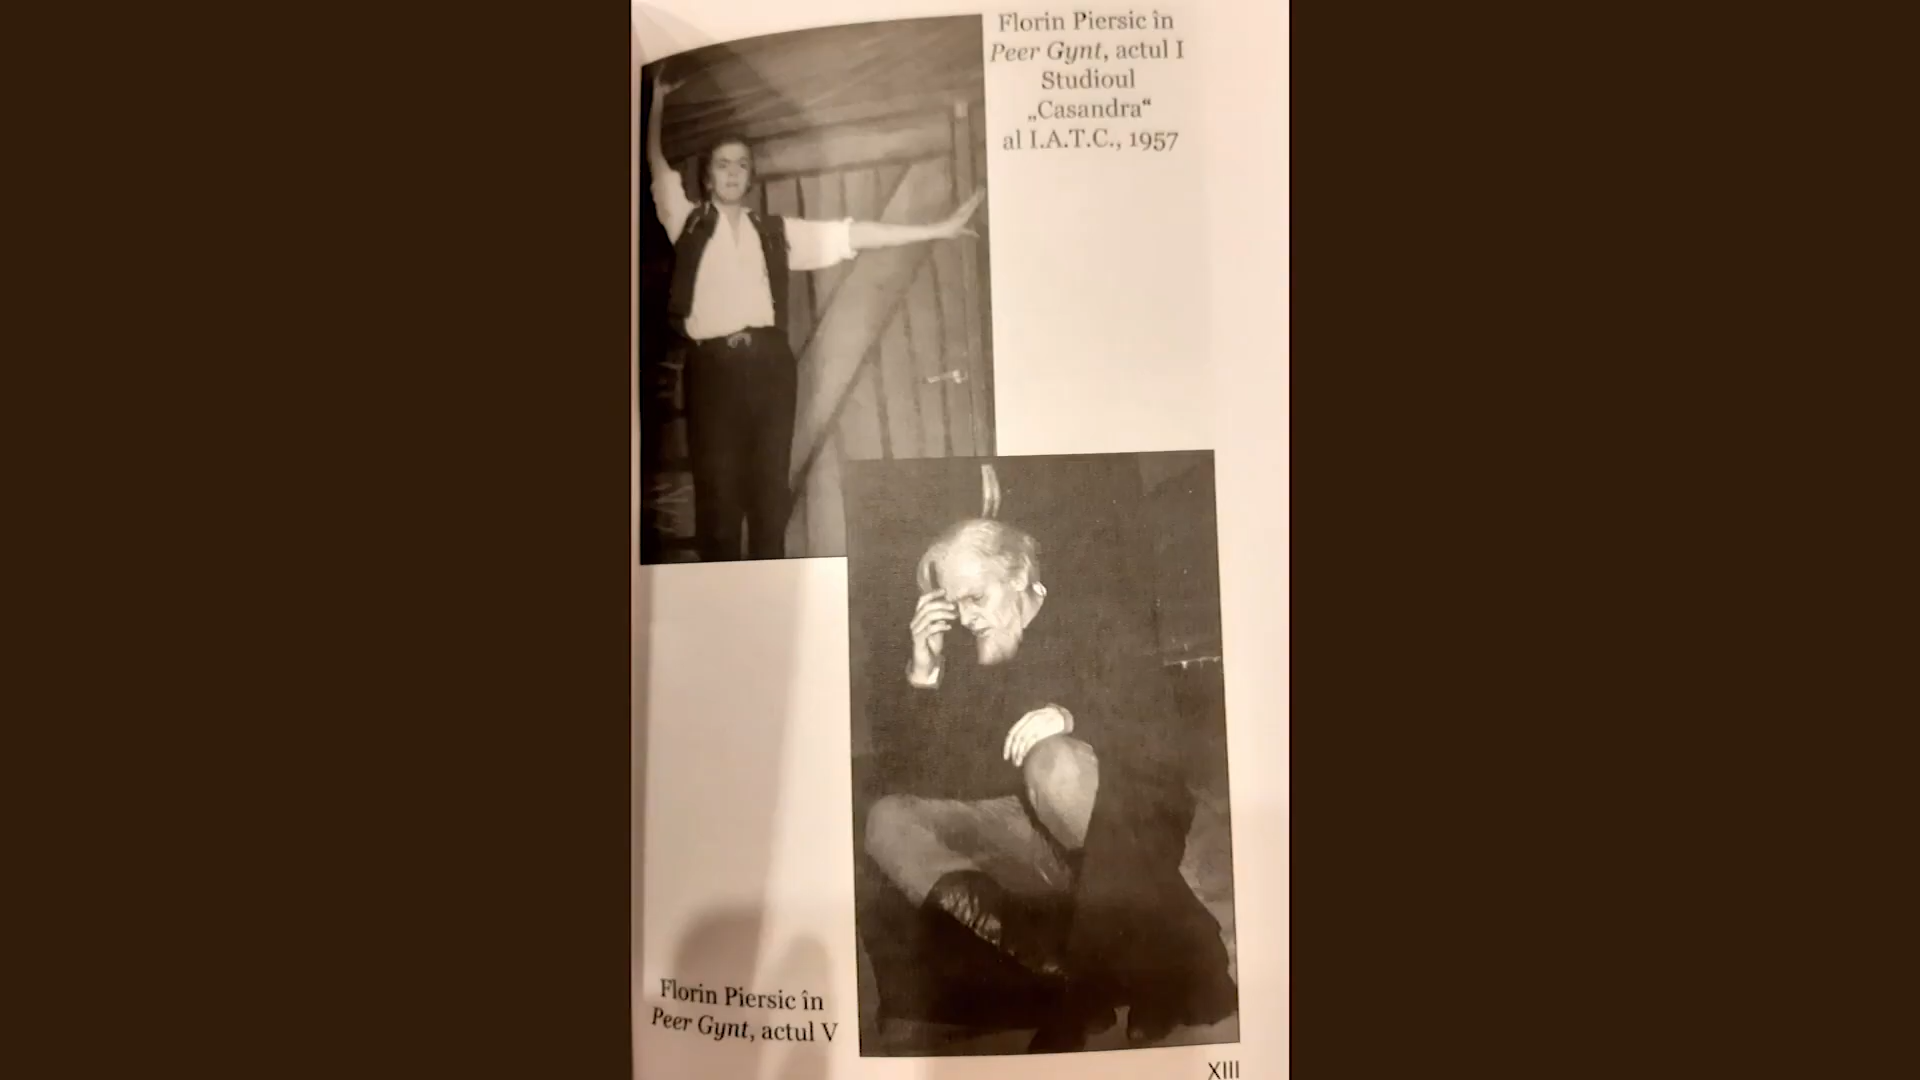 Florin Piersic în
Peer Gynt, actul I
Studioul
„Casandra“
al I.A.T.C., 1957
Florin Piersic în
Peer Gynt, actul V
XIII